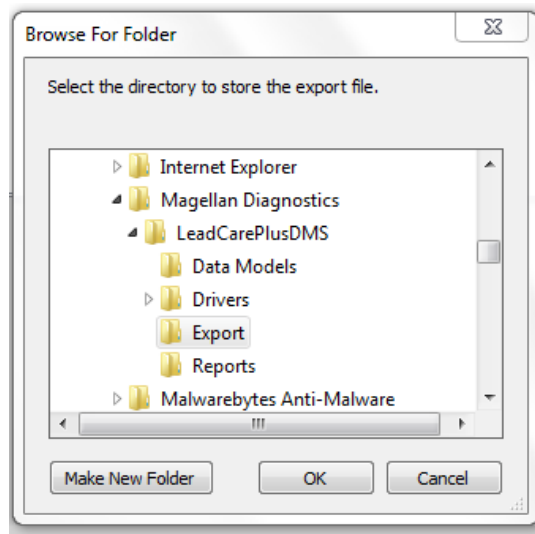 Browse For Folder
Select the directory to store the export file.
Internet Explorer
Magellan Diagnostics
LeadCarePlusDMS
Data Models
Drivers
Export
Reports
Malwarebytes Anti-Malware
Make New Folder
OK
Cancel